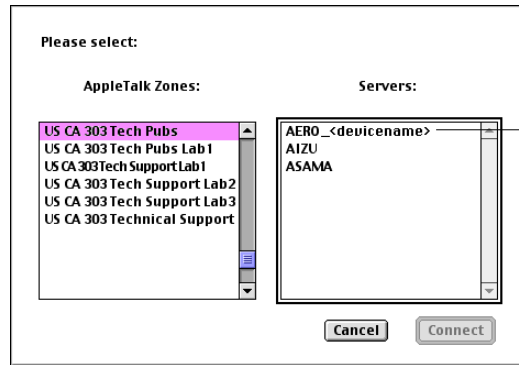 Please select:
AppleTalk Zones:
US CA 303 Tech Pubs
US CA 303 Tech Pubs Lab1
US CA 303 Tech Support Lab1
US CA 303 Tech Support Lab2
US CA 303 Tech Support Lab3
US CA 303 Technical Support
Servers:
AERO_<devicename>
AIZU
ASAMA
Cancel
Connect